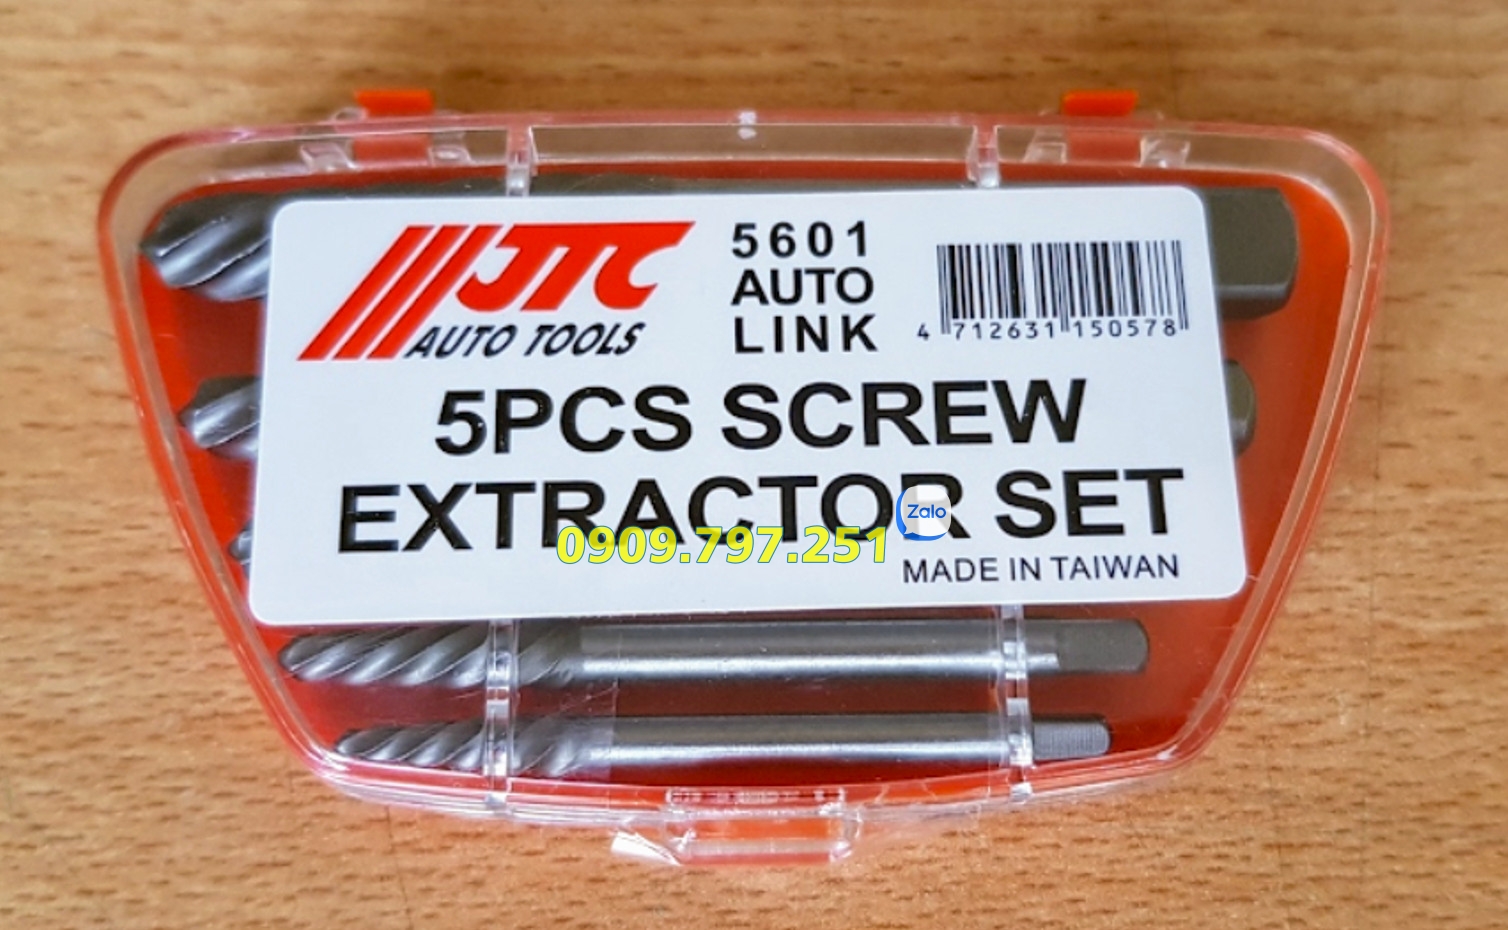 JTC
AUTO TOOLS
5601
AUTO
LINK
4 712631 150578
5PCS SCREW
EXTRACTOR SET
0909.797.251
Zalo
MADE IN TAIWAN